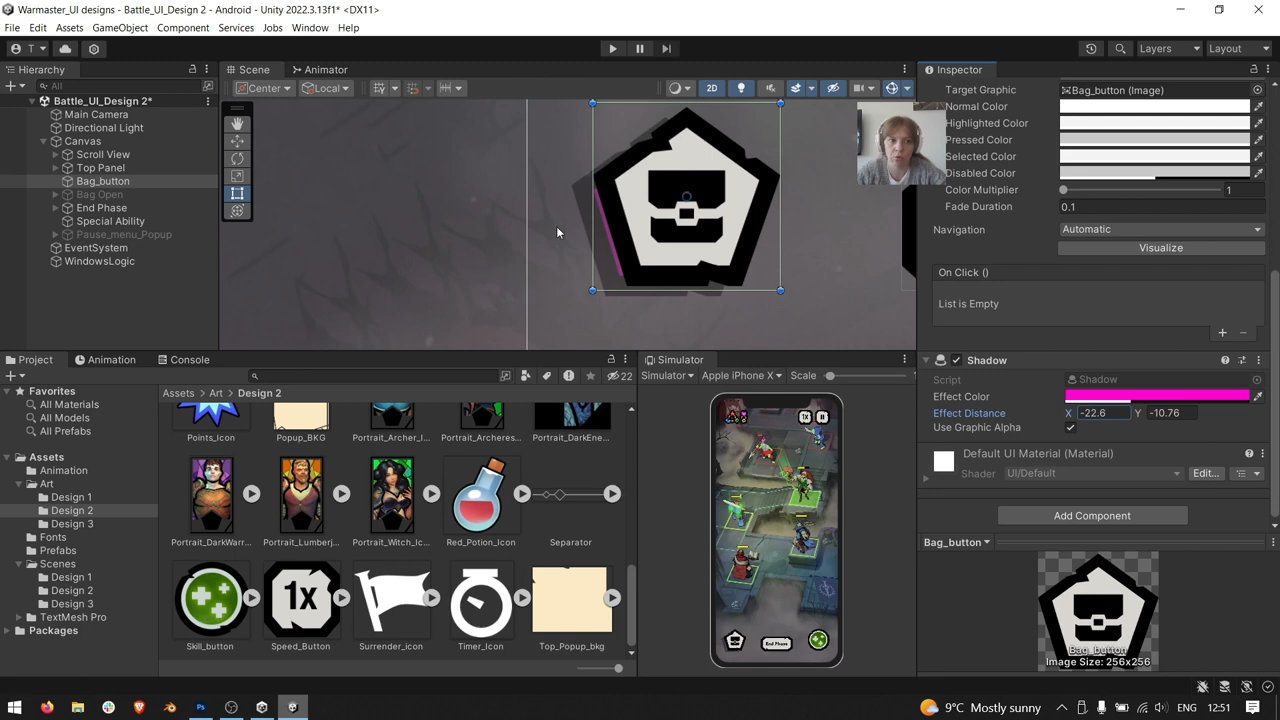 Warmaster_UI designs - Battle_UI_Design 2 - Android - Unity 2022.3.13f1* <DX11>
File Edit Assets GameObject Component Services Jobs Window Help
T Layers Layout
Hierarchy
All
Battle_UI_Design 2*
Main Camera
Directional Light
Canvas
Scroll View
Top Panel
Bag_button
Bag Open
End Phase
Special Ability
Pause_menu_Popup
EventSystem
WindowsLogic
Scene Animator
Center Local 2D
Inspector
Target Graphic Bag_button (Image)
Normal Color
Highlighted Color
Pressed Color
Selected Color
Disabled Color
Color Multiplier 1
Fade Duration 0.1
Navigation Automatic
Visualize
On Click ()
List is Empty
Shadow
Script Shadow
Effect Color
Effect Distance X -22.6 Y -10.76
Use Graphic Alpha
Default UI Material (Material)
Shader UI/Default Edit...
Add Component
Bag_button
Bag_button
Image Size: 256x256
Project Animation Console
22
Favorites
All Materials
All Models
All Prefabs
Assets
Animation
Art
Design 1
Design 2
Design 3
Fonts
Prefabs
Scenes
Design 1
Design 2
Design 3
TextMesh Pro
Packages
Assets Art Design 2
Points_Icon Popup_BKG Portrait_Archer_I... Portrait_Archeres... Portrait_DarkEne...
Portrait_DarkWarr... Portrait_Lumberj... Portrait_Witch_Ic... Red_Potion_Icon Separator
1x
Skill_button Speed_Button Surrender_icon Timer_Icon Top_Popup_bkg
Simulator
Simulator Apple iPhone X Scale 1
1X
End Phase
9°C Mostly sunny ENG 12:51